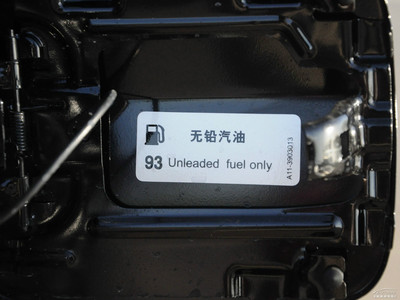 无铅汽油
93 Unleaded fuel only
A11-3903013